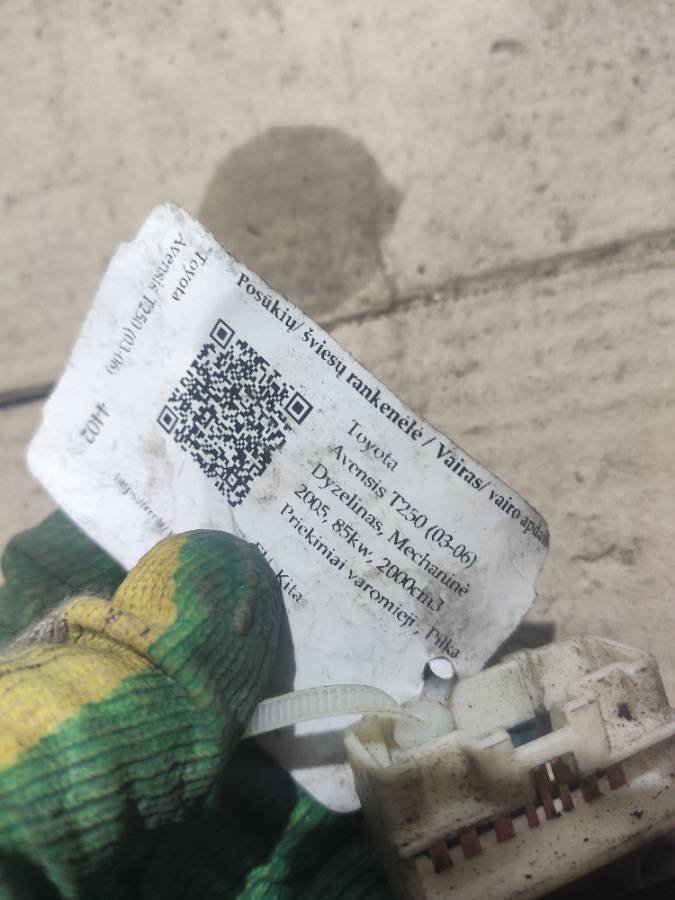 Posūkių/ šviesų rankenėlė / Vairas/ vairo apdaila
Toyota
Avensis T250 (03-06)
Dyzelinas, Mechaninė
2005, 85kw, 2000cm3
Priekiniai varomieji, Pilka
Kita
Toyota
Avensis T250 (03-06)
4402